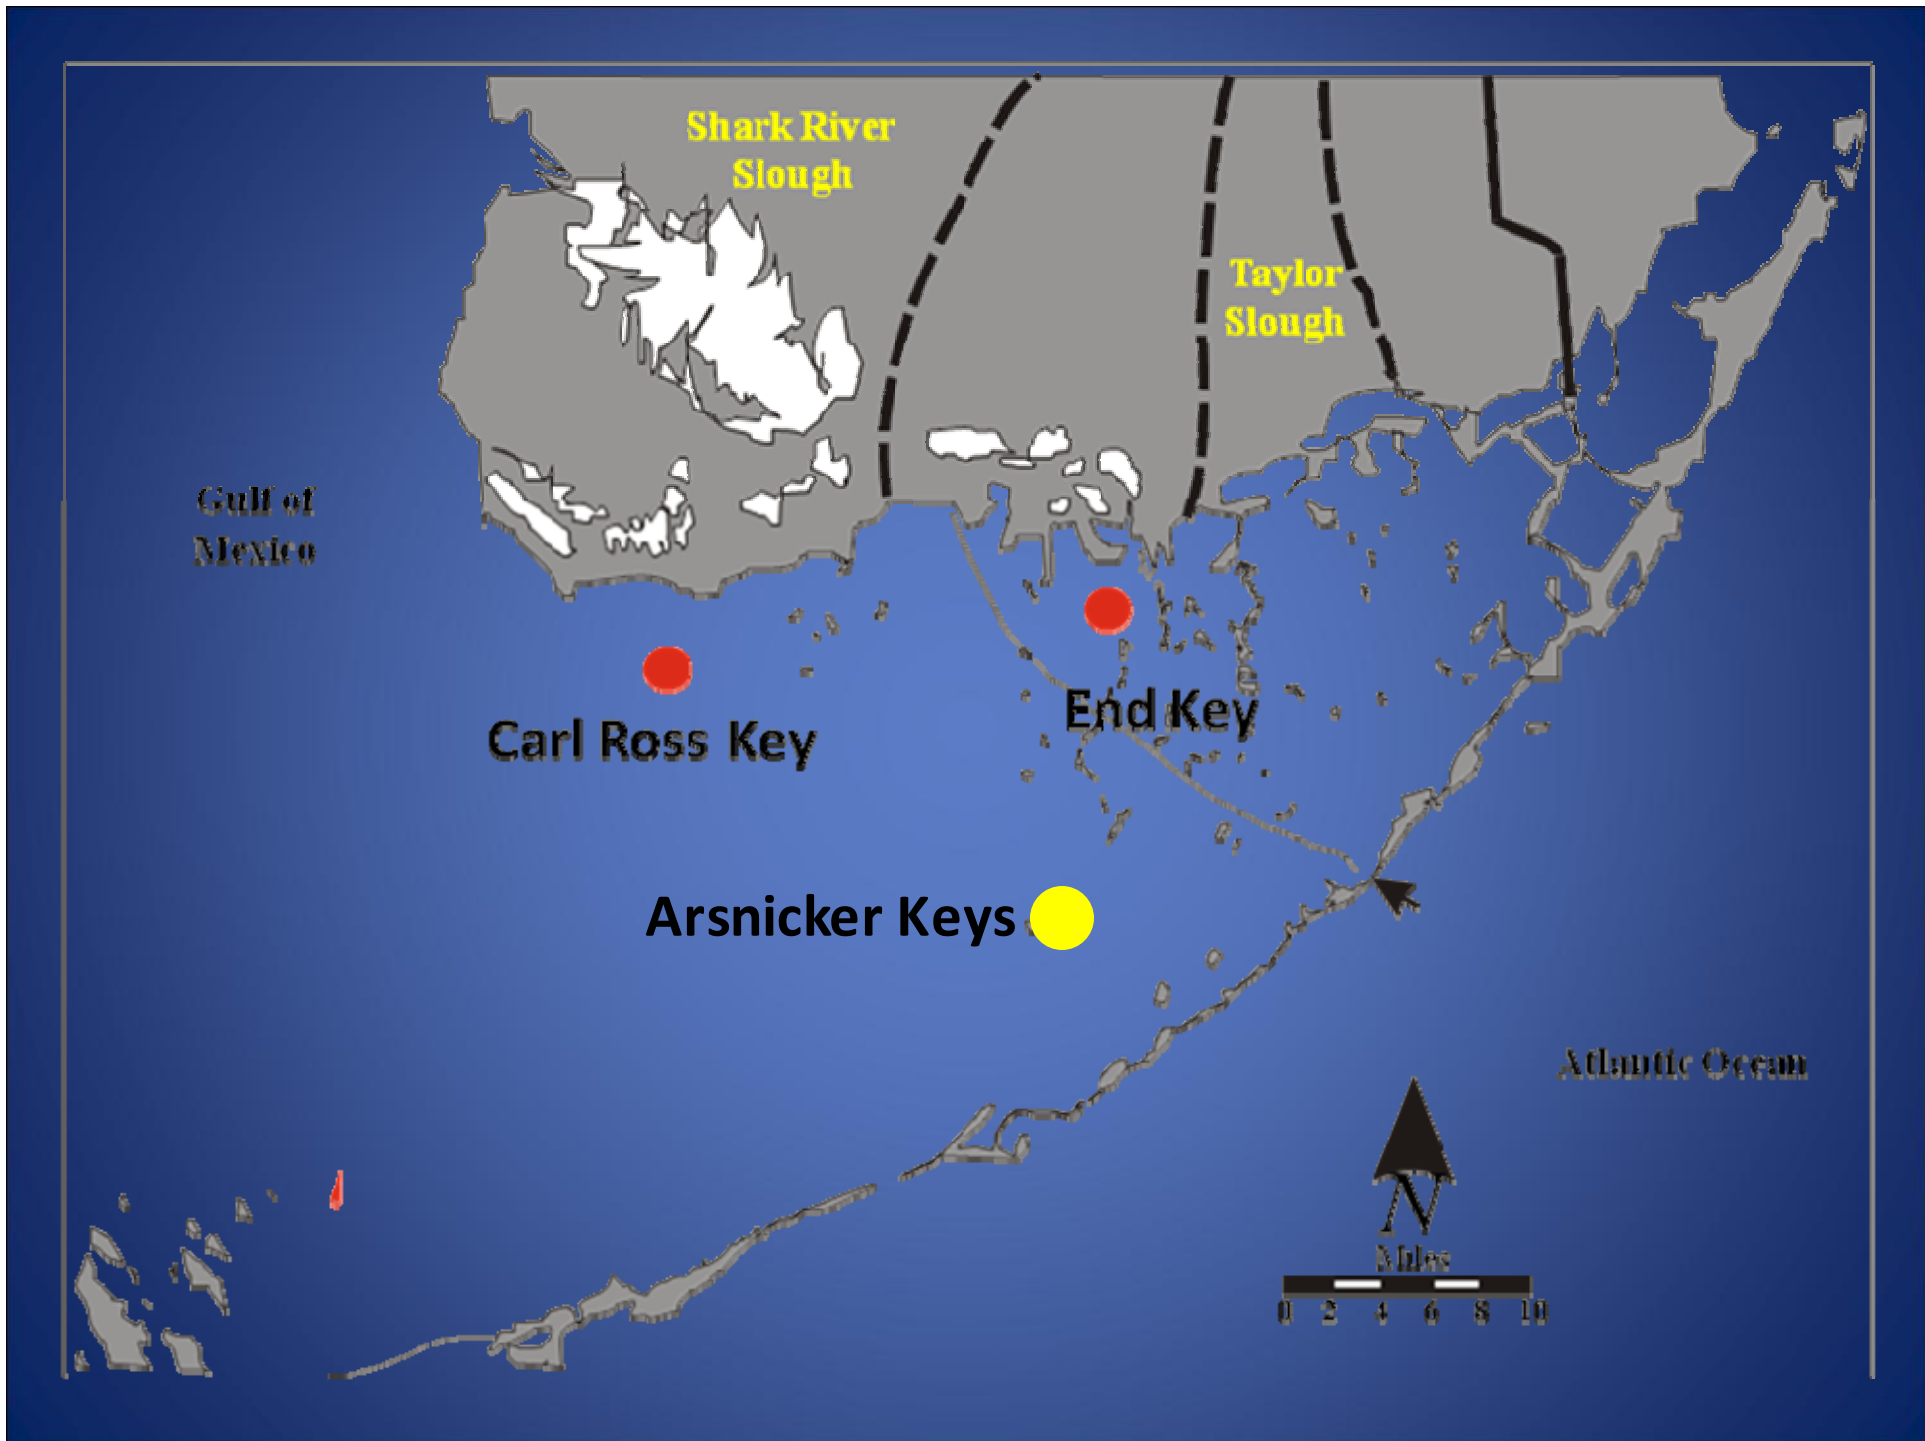 Shark River
Slough
Taylor
Slough
Gulf of
Mexico
End Key
Carl Ross Key
Arsnicker Keys
Atlantic Ocean
N
Miles
0 2 4 6 8 10